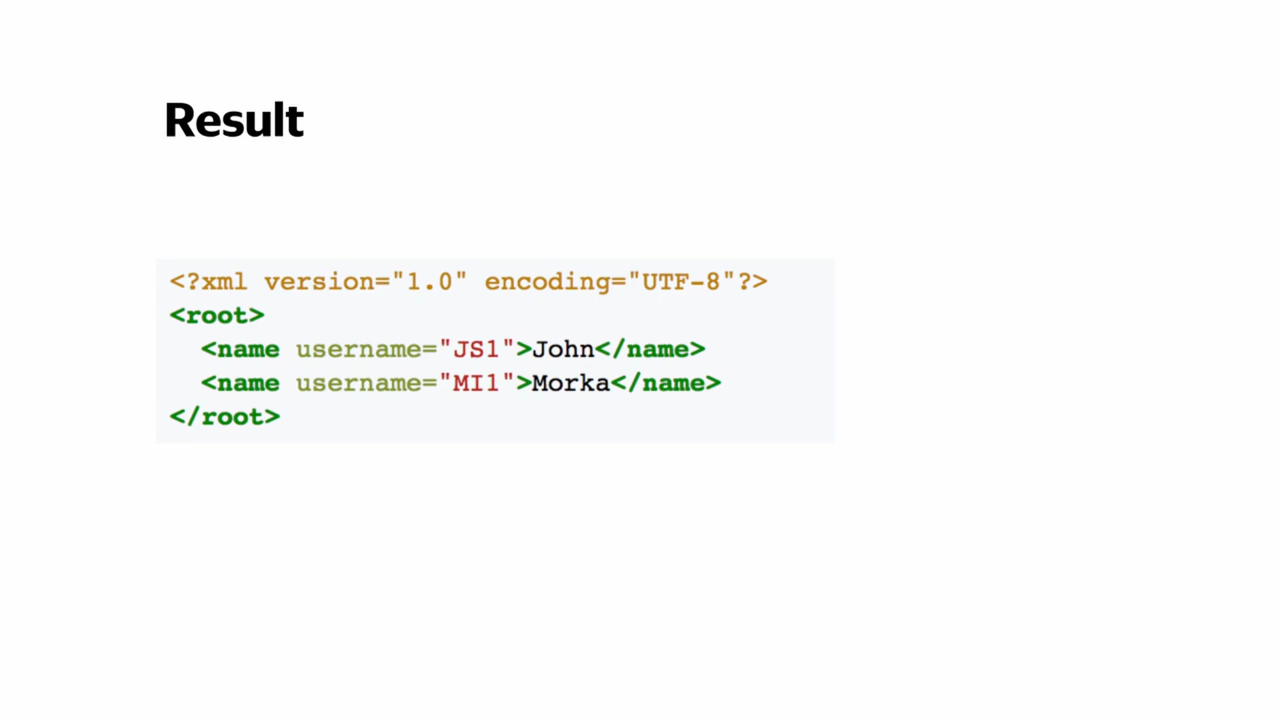 Result
<?xml version="1.0" encoding="UTF-8"?>
<root>
  <name username="JS1">John</name>
  <name username="MI1">Morka</name>
</root>